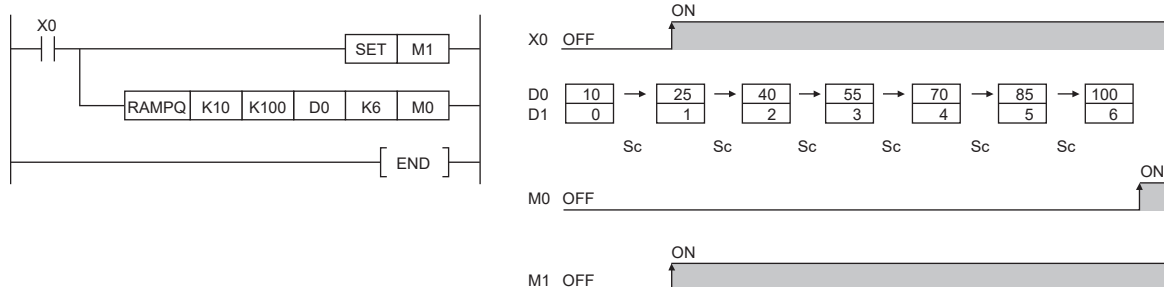 X0
SET M1
RAMPQ K10 K100 D0 K6 M0
END
ON
X0 OFF
D0 10 25 40 55 70 85 100
D1 0 1 2 3 4 5 6
Sc Sc Sc Sc Sc Sc
ON
M0 OFF
ON
M1 OFF